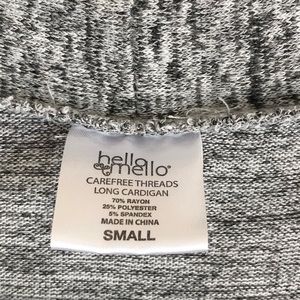 hello
mello®
CAREFREE THREADS
LONG CARDIGAN
70% RAYON
25% POLYESTER
5% SPANDEX
MADE IN CHINA
SMALL